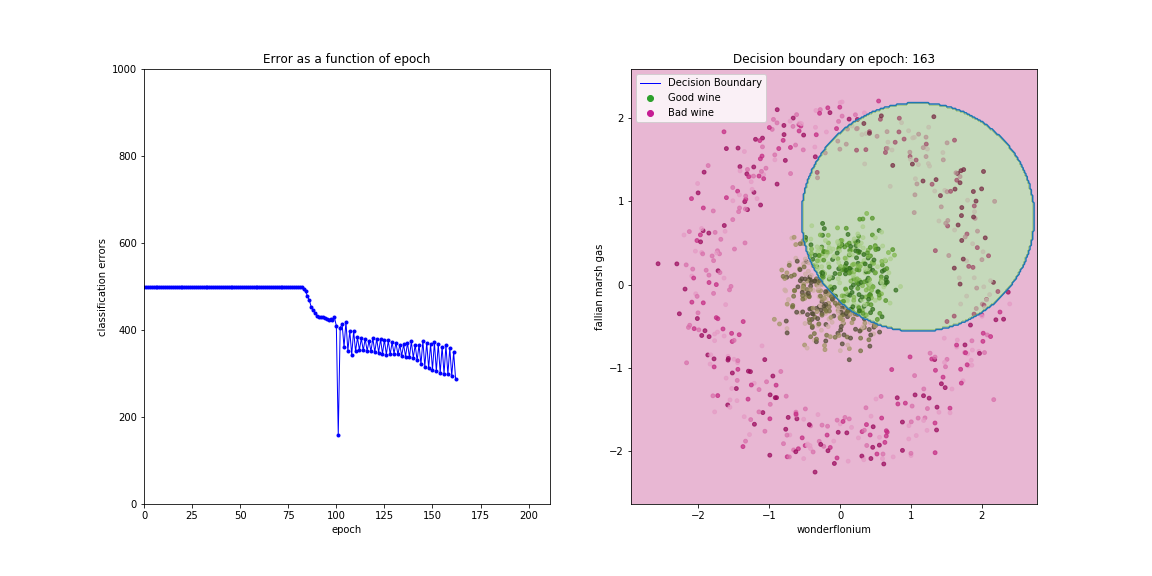 Error as a function of epoch
1000
800
600
400
200
0
classification errors
0 25 50 75 100 125 150 175 200
epoch
Decision boundary on epoch: 163
Decision Boundary
Good wine
Bad wine
2
1
0
−1
−2
fallian marsh gas
−2 −1 0 1 2
wonderflonium